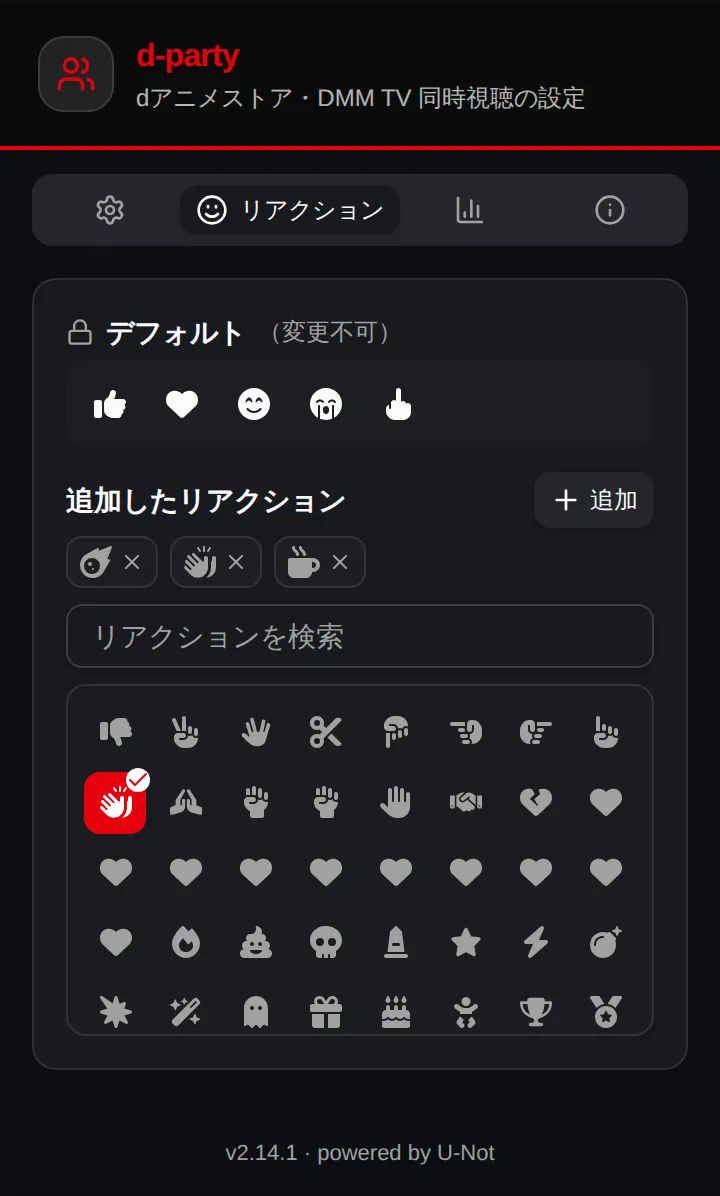 d-party
dアニメストア・DMM TV 同時視聴の設定
リアクション
デフォルト （変更不可）
追加したリアクション
追加
リアクションを検索
v2.14.1 · powered by U-Not